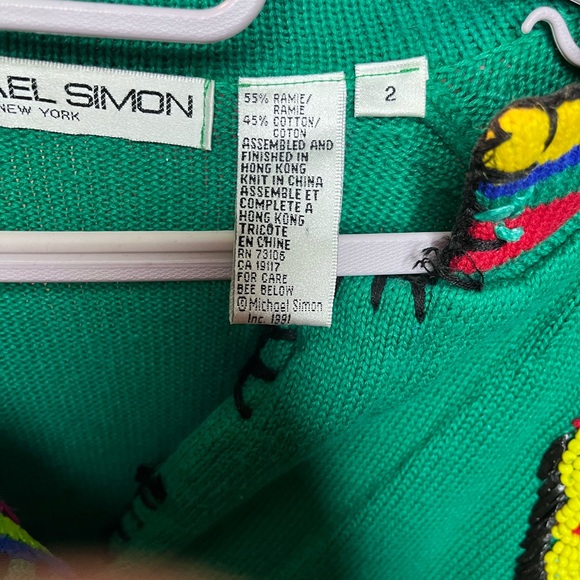 AEL SIMON
NEW YORK
55% RAMIE/
RAMIE
45% COTTON/
COTON
ASSEMBLED AND
FINISHED IN
HONG KONG
KNIT IN CHINA
ASSEMBLE ET
COMPLETE A
HONG KONG
TRICOTE
EN CHINE
RN 73106
CA 19117
FOR CARE
BEE BELOW
©Michael Simon
Inc. 1991
2